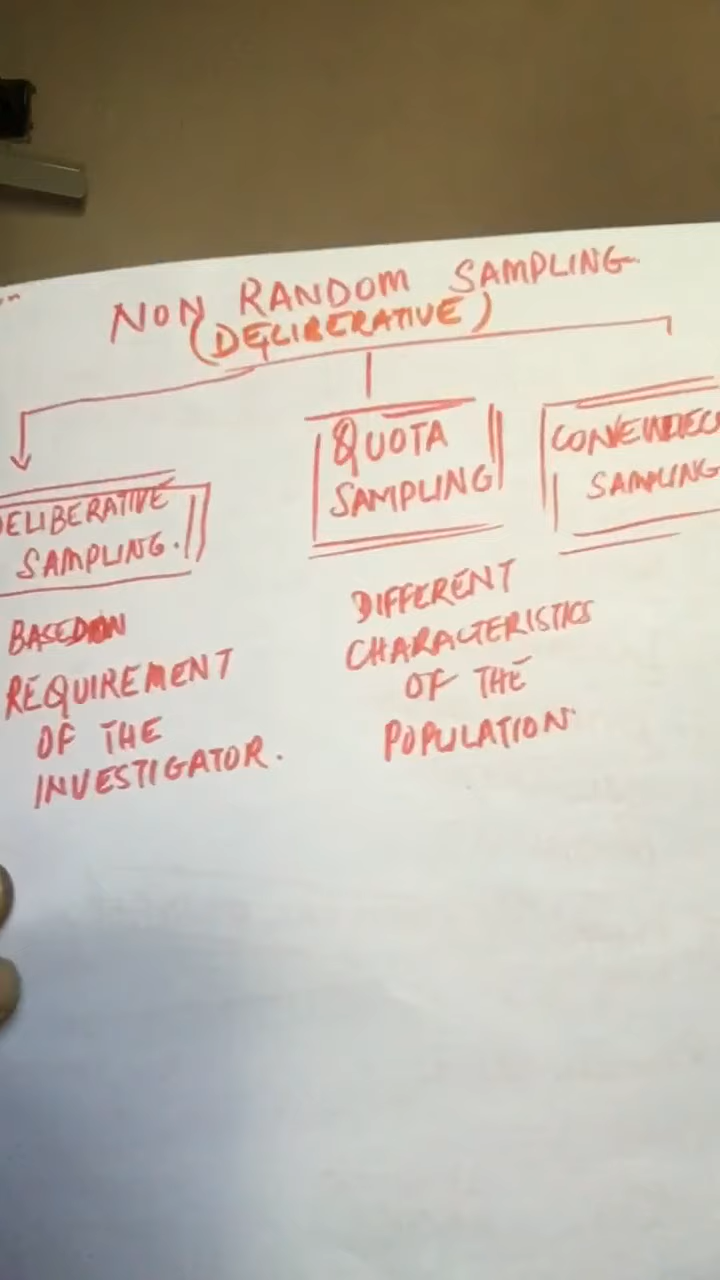 NON RANDOM SAMPLING
(DELIBERATIVE)
ELIBERATIVE
SAMPLING.
BASED ON
REQUIREMENT
OF THE
INVESTIGATOR.
QUOTA
SAMPLING
DIFFERENT
CHARACTERISTICS
OF THE
POPULATION
SAMPLING